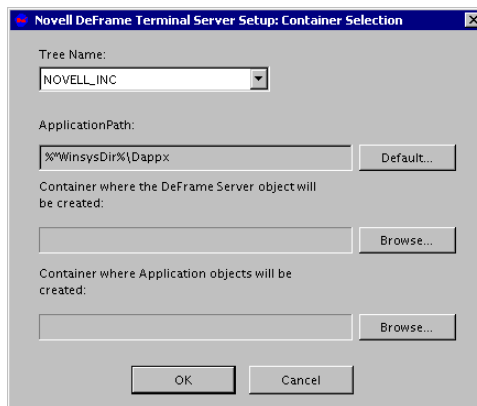 Novell DeFrame Terminal Server Setup: Container Selection
Tree Name:
NOVELL_INC
ApplicationPath:
%*WinsysDir%\Dappx
Default...
Container where the DeFrame Server object will
be created:
Browse...
Container where Application objects will be
created:
Browse...
OK
Cancel